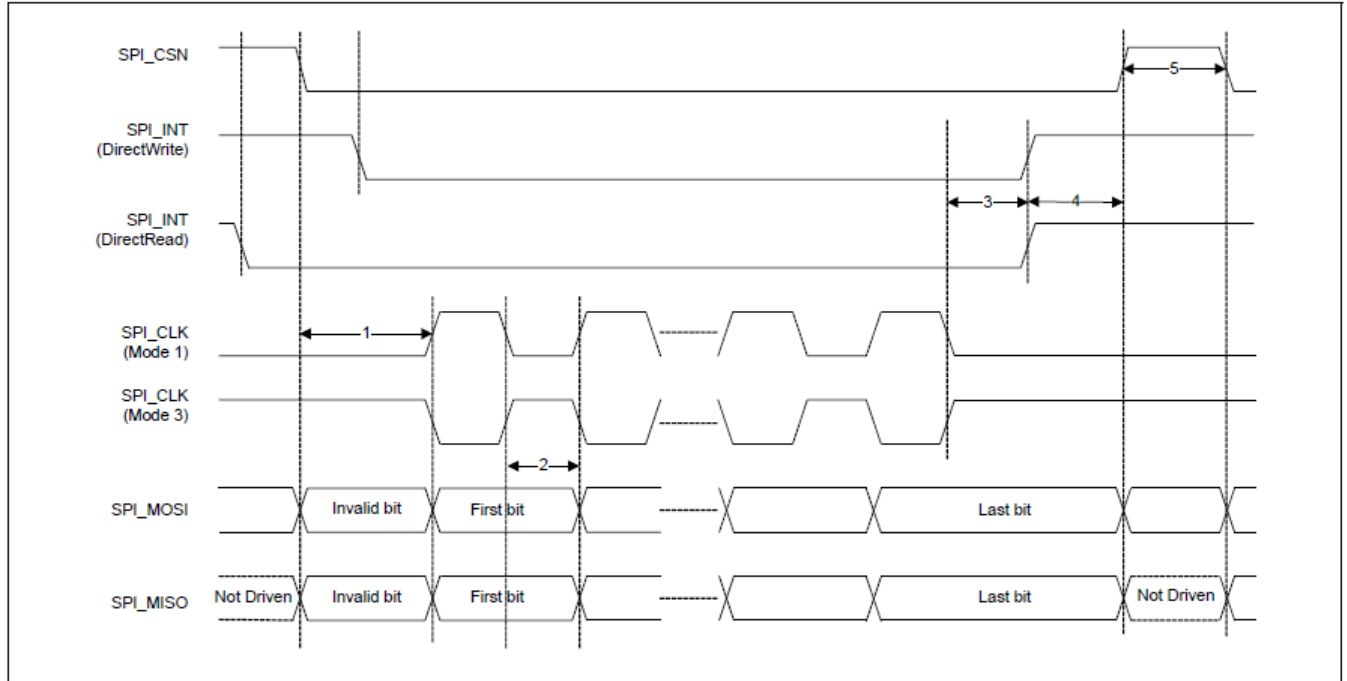 SPI_CSN
5
SPI_INT
(DirectWrite)
3
4
SPI_INT
(DirectRead)
SPI_CLK
(Mode 1)
1
SPI_CLK
(Mode 3)
2
SPI_MOSI
Invalid bit
First bit
Last bit
SPI_MISO
Not Driven
Invalid bit
First bit
Last bit
Not Driven